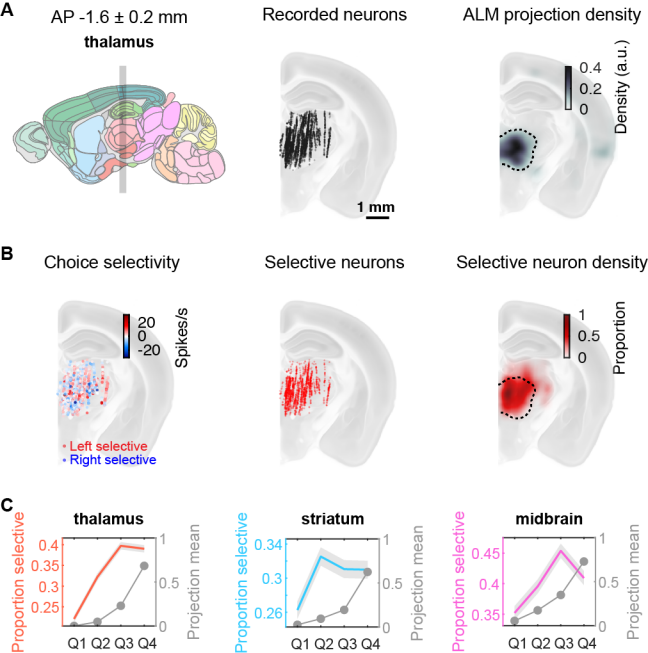 A
AP -1.6 ± 0.2 mm
thalamus
Recorded neurons
1 mm
ALM projection density
0.4
0.2
0
Density (a.u.)
B
Choice selectivity
20
0
-20
Spikes/s
Left selective
Right selective
Selective neurons
Selective neuron density
1
0.5
0
Proportion
C
thalamus
Proportion selective
0.4
0.35
0.3
0.25
1
0.5
0
Projection mean
Q1 Q2 Q3 Q4
striatum
Proportion selective
0.34
0.3
0.26
1
0.5
0
Projection mean
Q1 Q2 Q3 Q4
midbrain
Proportion selective
0.45
0.4
0.35
1
0.5
0
Projection mean
Q1 Q2 Q3 Q4